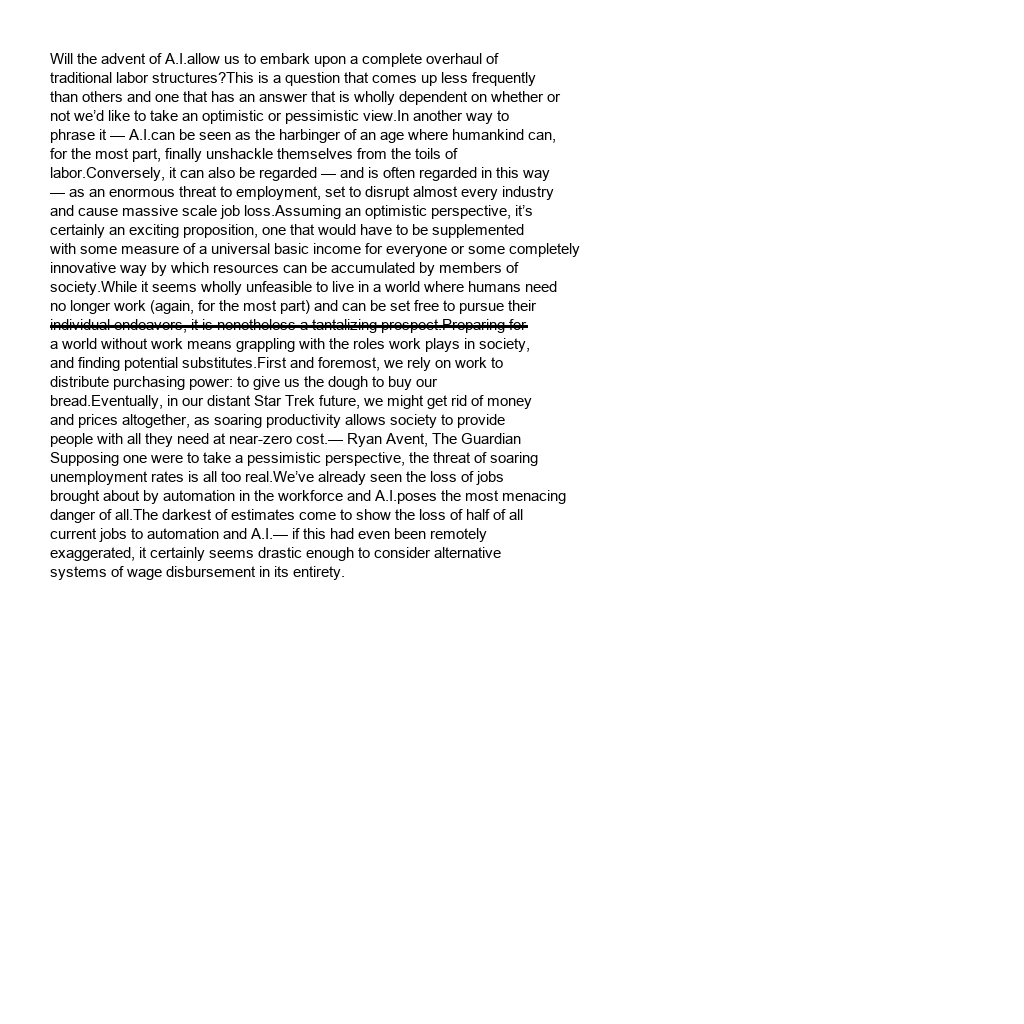 Will the advent of A.I.allow us to embark upon a complete overhaul of
traditional labor structures?This is a question that comes up less frequently
than others and one that has an answer that is wholly dependent on whether or
not we’d like to take an optimistic or pessimistic view.In another way to
phrase it — A.I.can be seen as the harbinger of an age where humankind can,
for the most part, finally unshackle themselves from the toils of
labor.Conversely, it can also be regarded — and is often regarded in this way
— as an enormous threat to employment, set to disrupt almost every industry
and cause massive scale job loss.Assuming an optimistic perspective, it’s
certainly an exciting proposition, one that would have to be supplemented
with some measure of a universal basic income for everyone or some completely
innovative way by which resources can be accumulated by members of
society.While it seems wholly unfeasible to live in a world where humans need
no longer work (again, for the most part) and can be set free to pursue their
individual endeavors, it is nonetheless a tantalizing prospect.Preparing for
a world without work means grappling with the roles work plays in society,
and finding potential substitutes.First and foremost, we rely on work to
distribute purchasing power: to give us the dough to buy our
bread.Eventually, in our distant Star Trek future, we might get rid of money
and prices altogether, as soaring productivity allows society to provide
people with all they need at near-zero cost.— Ryan Avent, The Guardian
Supposing one were to take a pessimistic perspective, the threat of soaring
unemployment rates is all too real.We’ve already seen the loss of jobs
brought about by automation in the workforce and A.I.poses the most menacing
danger of all.The darkest of estimates come to show the loss of half of all
current jobs to automation and A.I.— if this had even been remotely
exaggerated, it certainly seems drastic enough to consider alternative
systems of wage disbursement in its entirety.